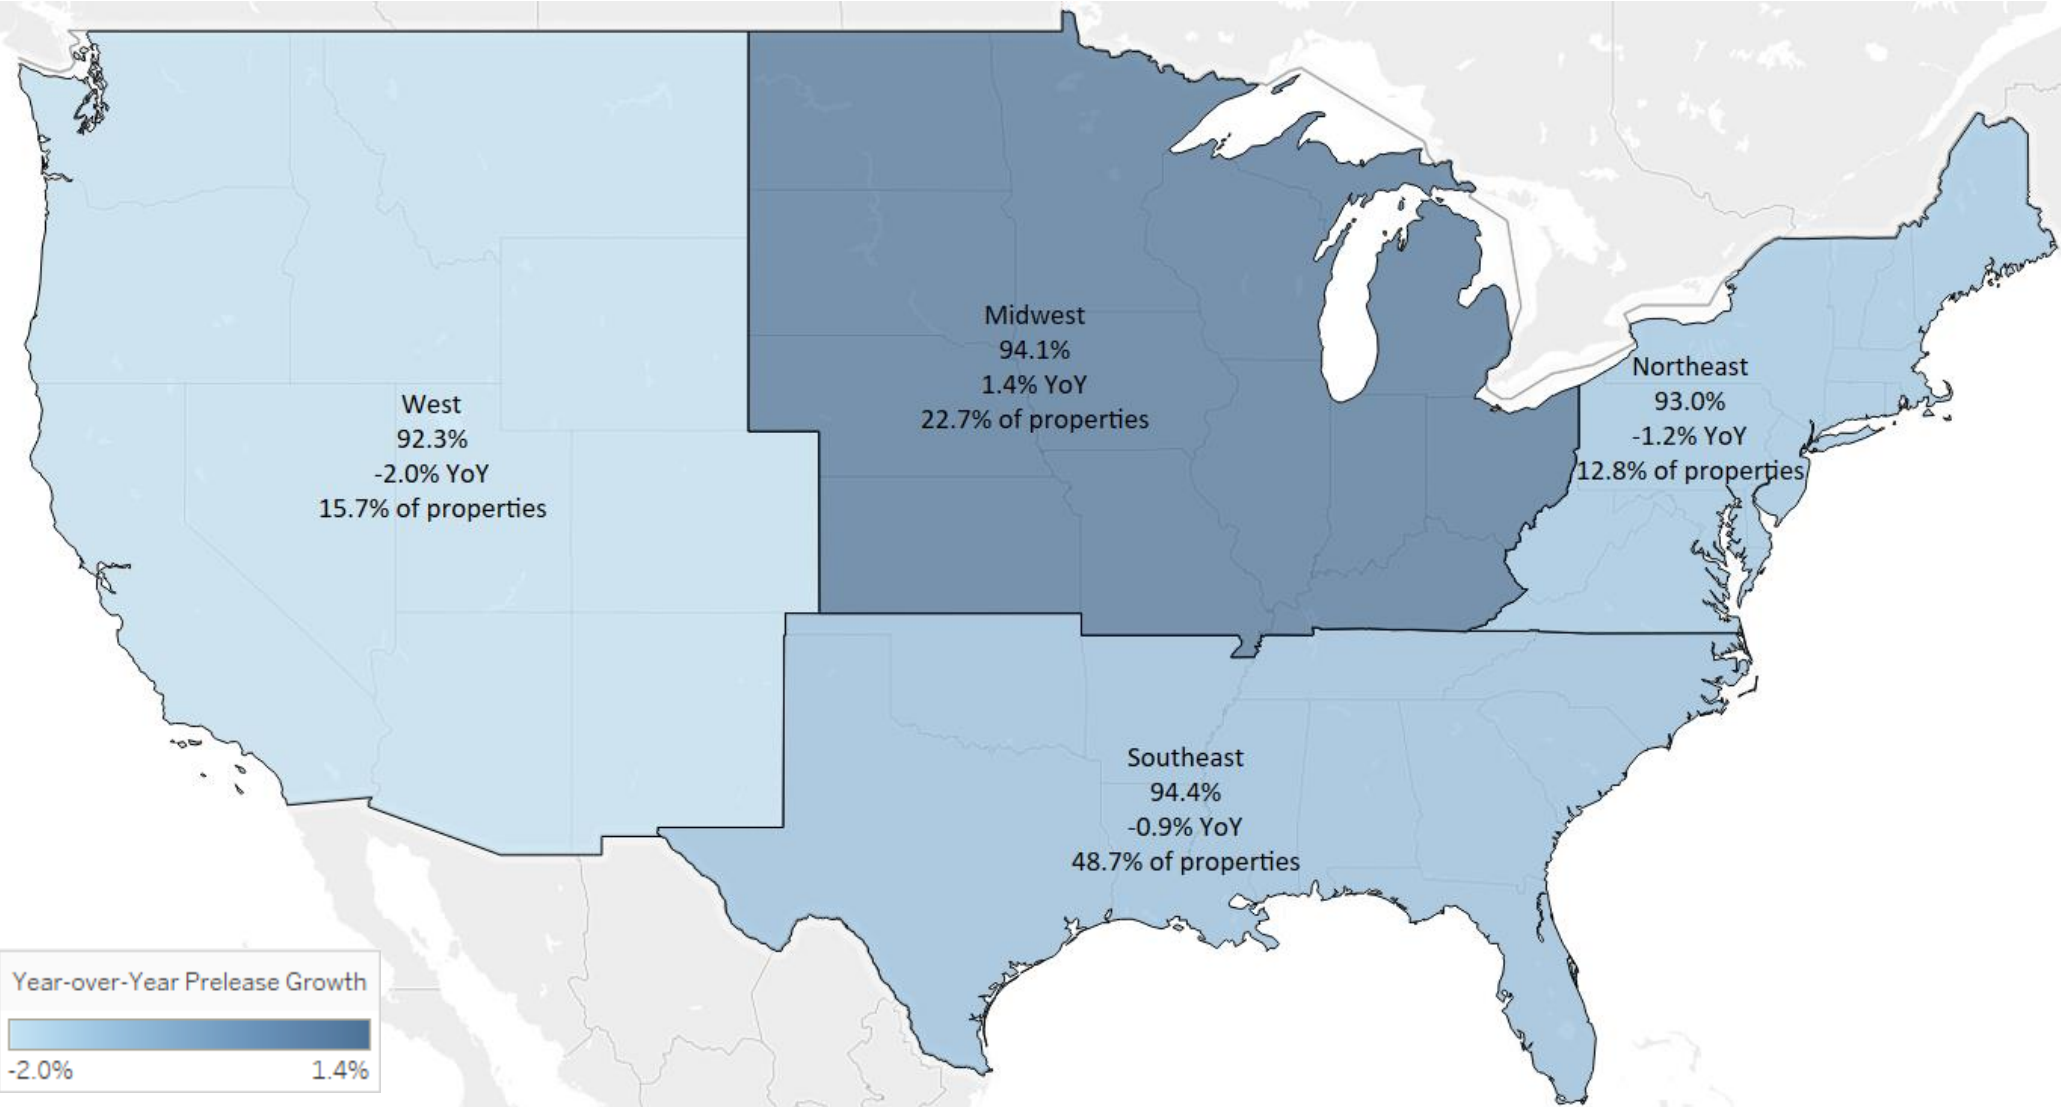 West
92.3%
-2.0% YoY
15.7% of properties
Midwest
94.1%
1.4% YoY
22.7% of properties
Northeast
93.0%
-1.2% YoY
12.8% of properties
Southeast
94.4%
-0.9% YoY
48.7% of properties
Year-over-Year Prelease Growth
-2.0% 1.4%